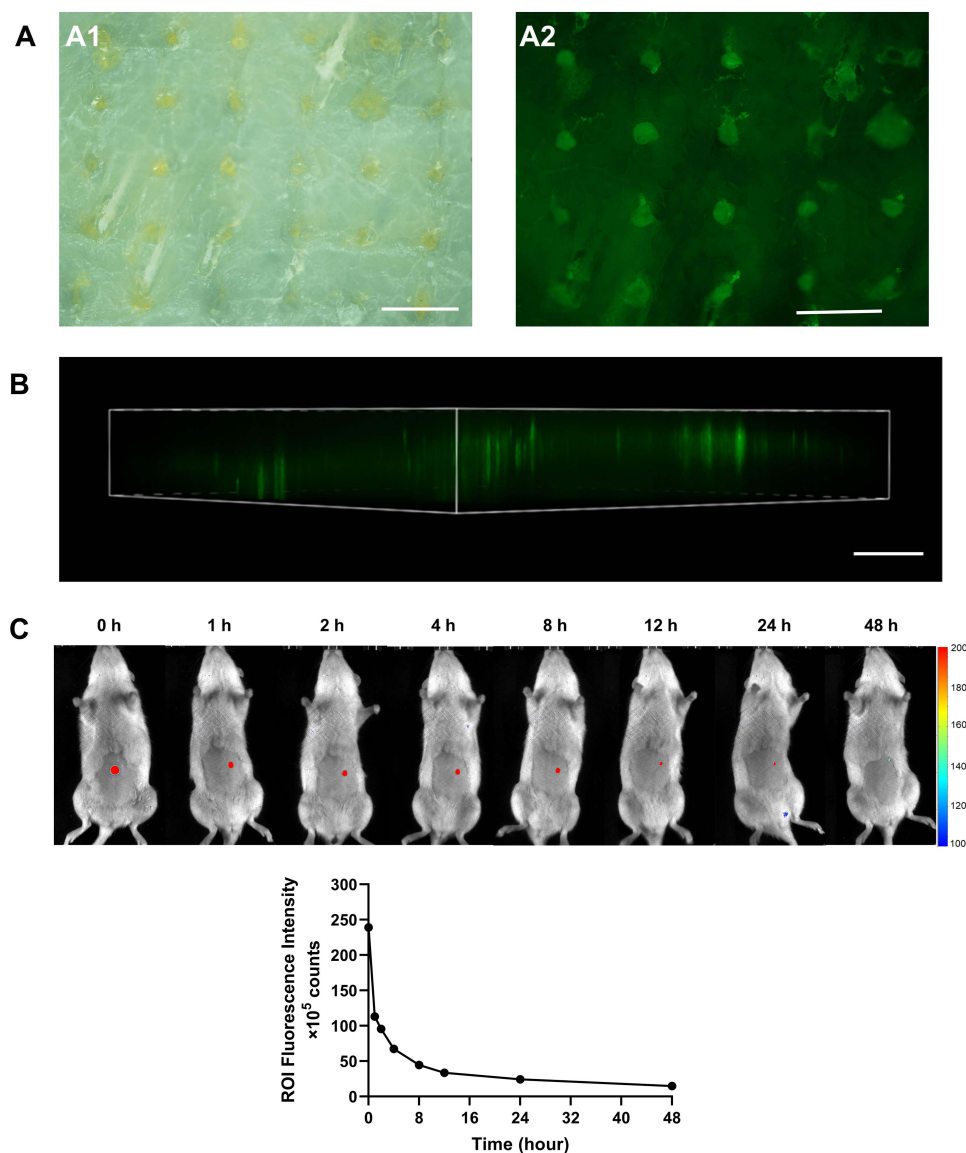 A
A1
A2
B
C
0 h 1 h 2 h 4 h 8 h 12 h 24 h 48 h
200
180
160
140
120
100
ROI Fluorescence Intensity
×10⁵ counts
300
250
200
150
100
50
0
0 8 16 24 32 40 48
Time (hour)